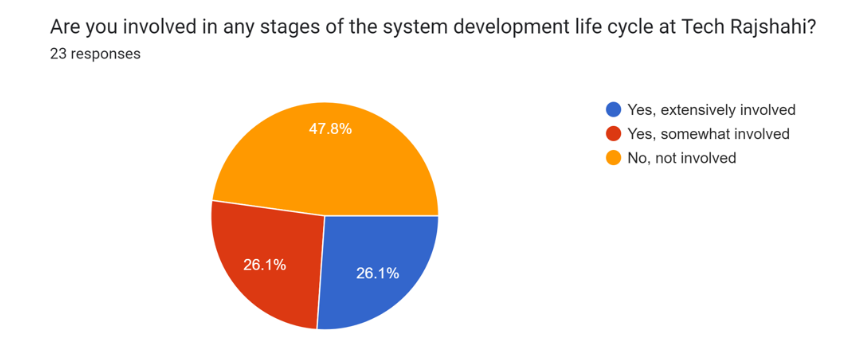 Are you involved in any stages of the system development life cycle at Tech Rajshahi?
23 responses
47.8%
26.1%
26.1%
Yes, extensively involved
Yes, somewhat involved
No, not involved